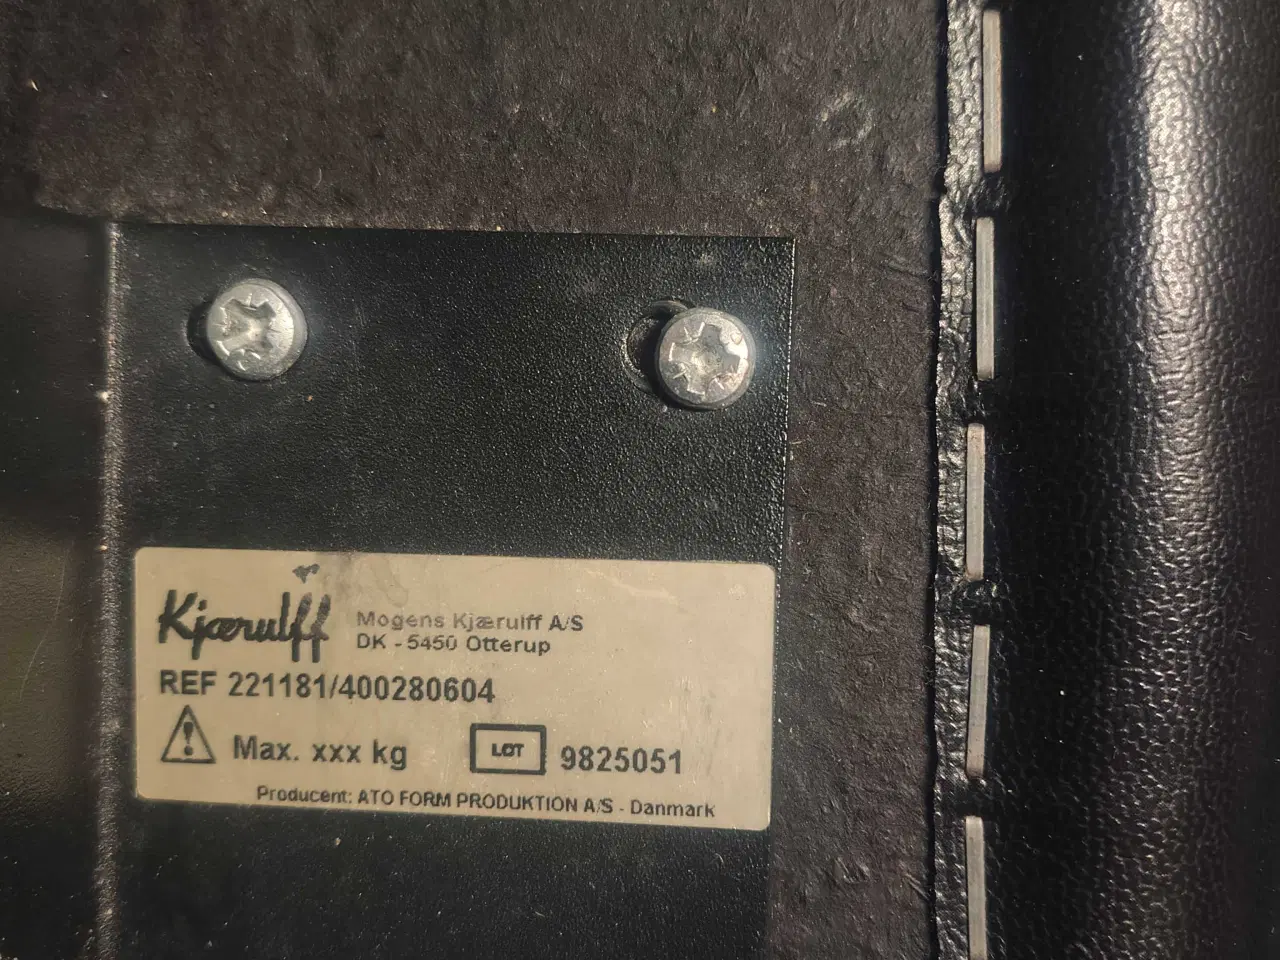 Kjærulff
Mogens Kjærulff A/S
DK - 5450 Otterup
REF 221181/400280604
Max. xxx kg
LOT 9825051
Producent: ATO FORM PRODUKTION A/S - Danmark